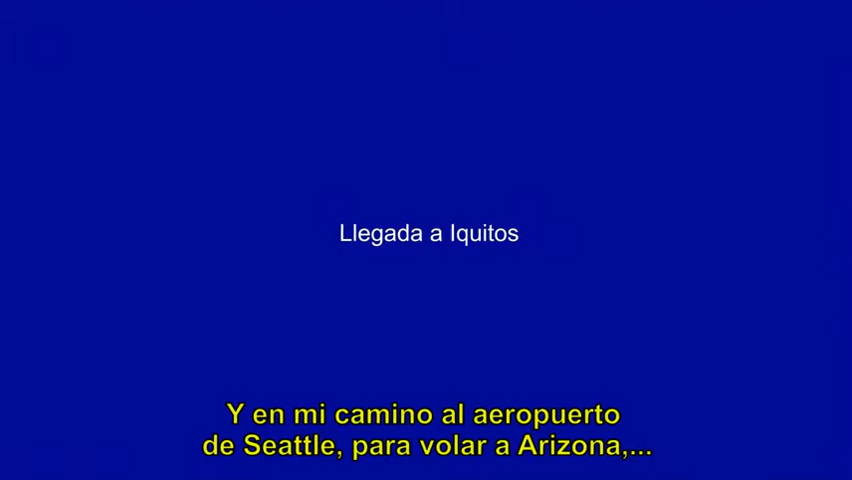 Llegada a Iquitos
Y en mi camino al aeropuerto
de Seattle, para volar a Arizona,...